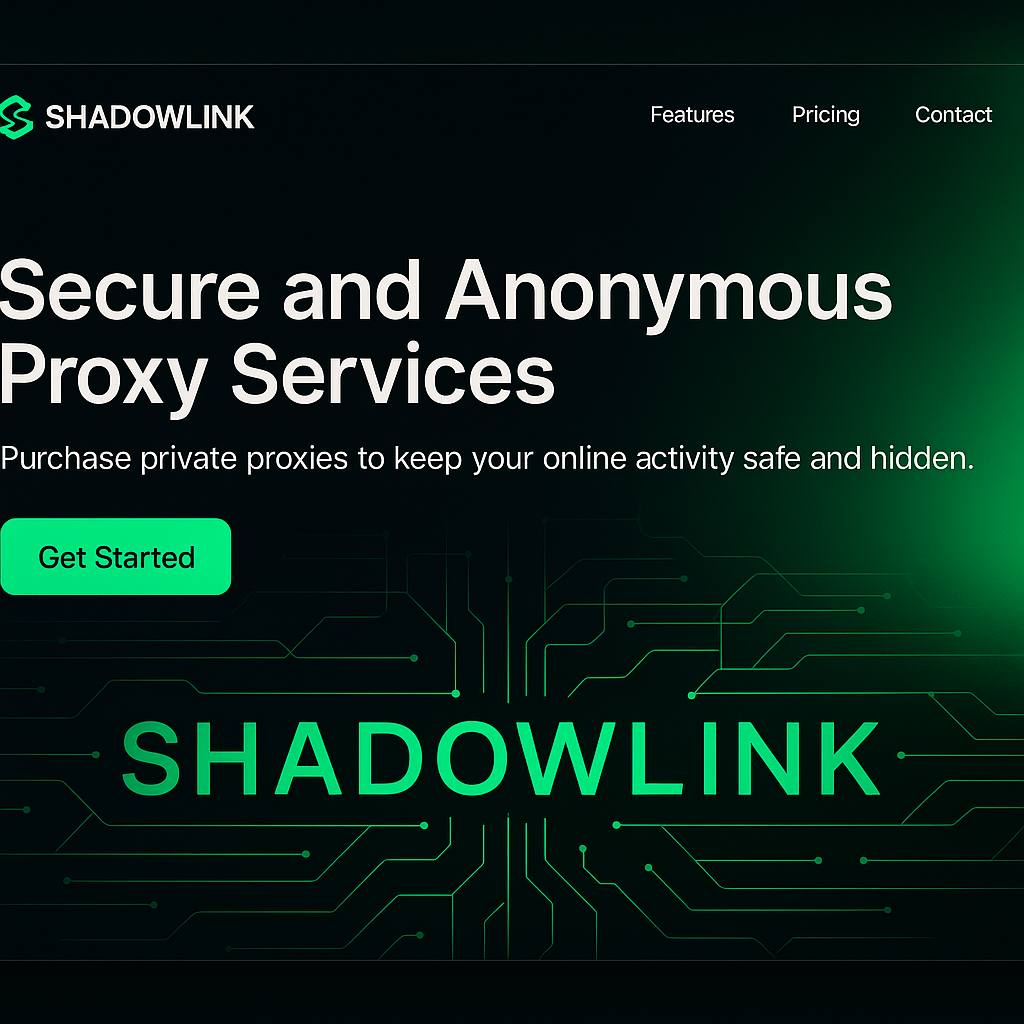 SHADOWLINK
Features Pricing Contact
Secure and Anonymous
Proxy Services
Purchase private proxies to keep your online activity safe and hidden.
Get Started
SHADOWLINK